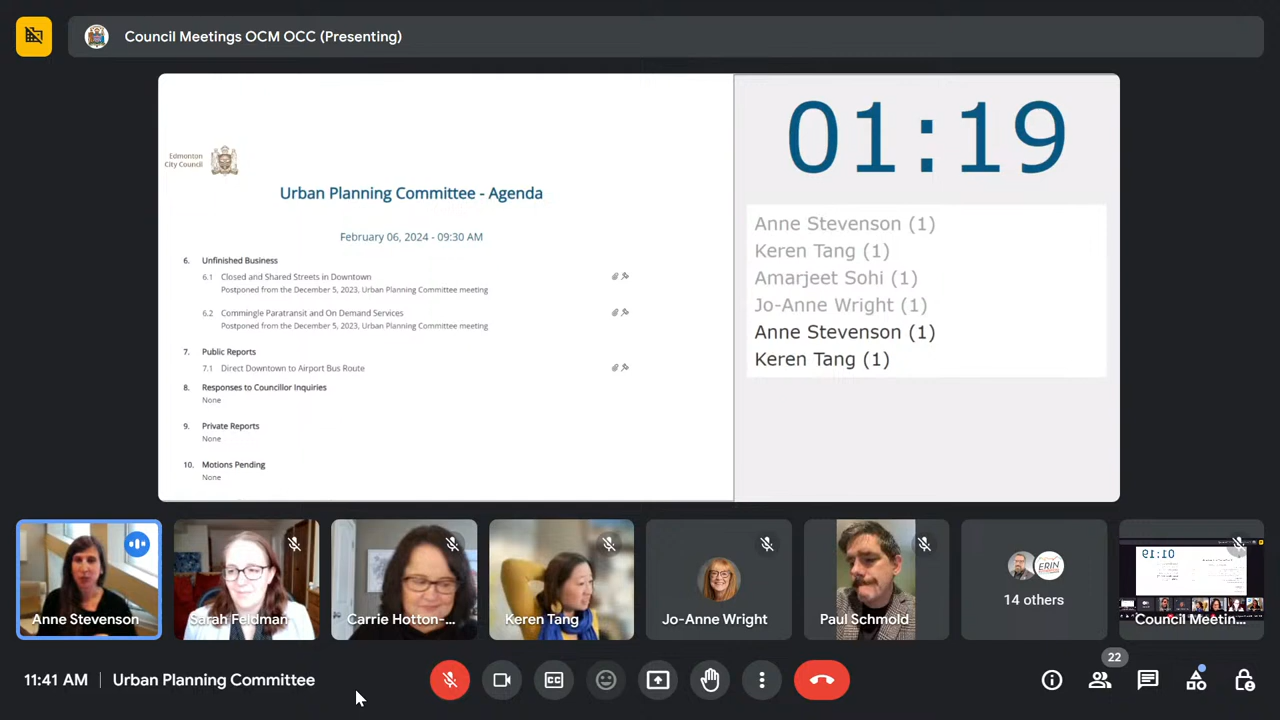 Council Meetings OCM OCC (Presenting)
Edmonton
City Council
Urban Planning Committee - Agenda
February 06, 2024 - 09:30 AM
6. Unfinished Business
6.1 Closed and Shared Streets in Downtown
Postponed from the December 5, 2023, Urban Planning Committee meeting
6.2 Commingle Paratransit and On Demand Services
Postponed from the December 5, 2023, Urban Planning Committee meeting
7. Public Reports
7.1 Direct Downtown to Airport Bus Route
8. Responses to Councillor Inquiries
None
9. Private Reports
None
10. Motions Pending
None
01:19
Anne Stevenson (1)
Keren Tang (1)
Amarjeet Sohi (1)
Jo-Anne Wright (1)
Anne Stevenson (1)
Keren Tang (1)
Anne Stevenson
Sarah Feldman
Carrie Hotton-...
Keren Tang
Jo-Anne Wright
Paul Schmold
ERIN
14 others
01:19
Council Meetin...
11:41 AM | Urban Planning Committee
CC
22